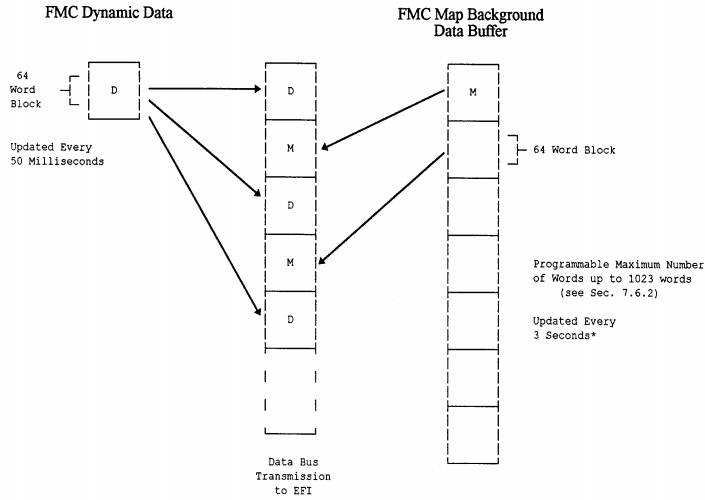 FMC Dynamic Data
FMC Map Background
Data Buffer
64
Word
Block
D
Updated Every
50 Milliseconds
D
M
D
M
D
M
64 Word Block
Programmable Maximum Number
of Words up to 1023 words
(see Sec. 7.6.2)
Updated Every
3 Seconds*
Data Bus
Transmission
to EFI